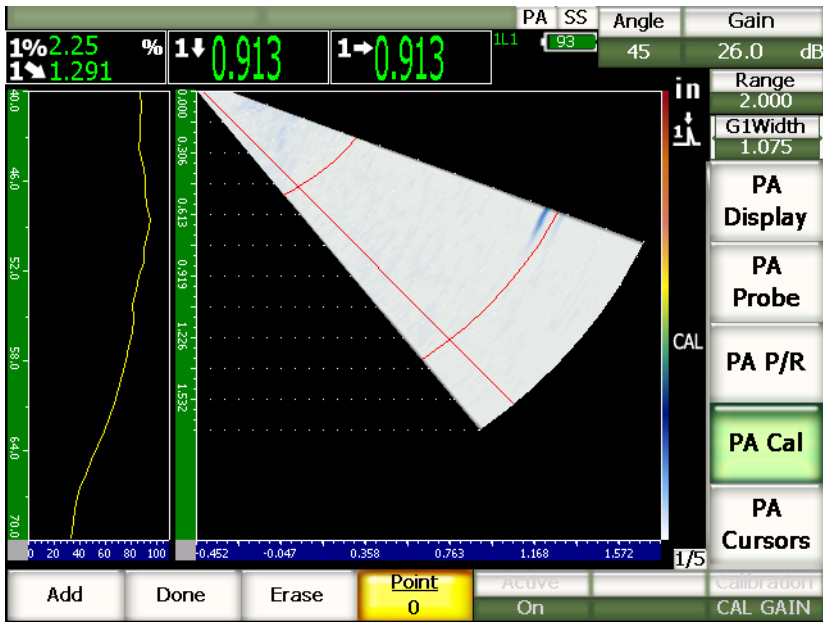 PA SS Angle Gain
1% 2.25 % 1 0.913 1 0.913 1L1 93 45 26.0 dB
1 1.291
in
Range
2.000
1
G1Width
1.075
PA
Display
PA
Probe
CAL
PA P/R
PA Cal
PA
Cursors
40.0
46.0
52.0
58.0
64.0
70.0
0 20 40 60 80 100
0.000
0.306
0.613
0.919
1.226
1.532
-0.452 -0.047 0.358 0.763 1.168 1.572
1/5
Add Done Erase Point Active Calibration
0 On CAL GAIN